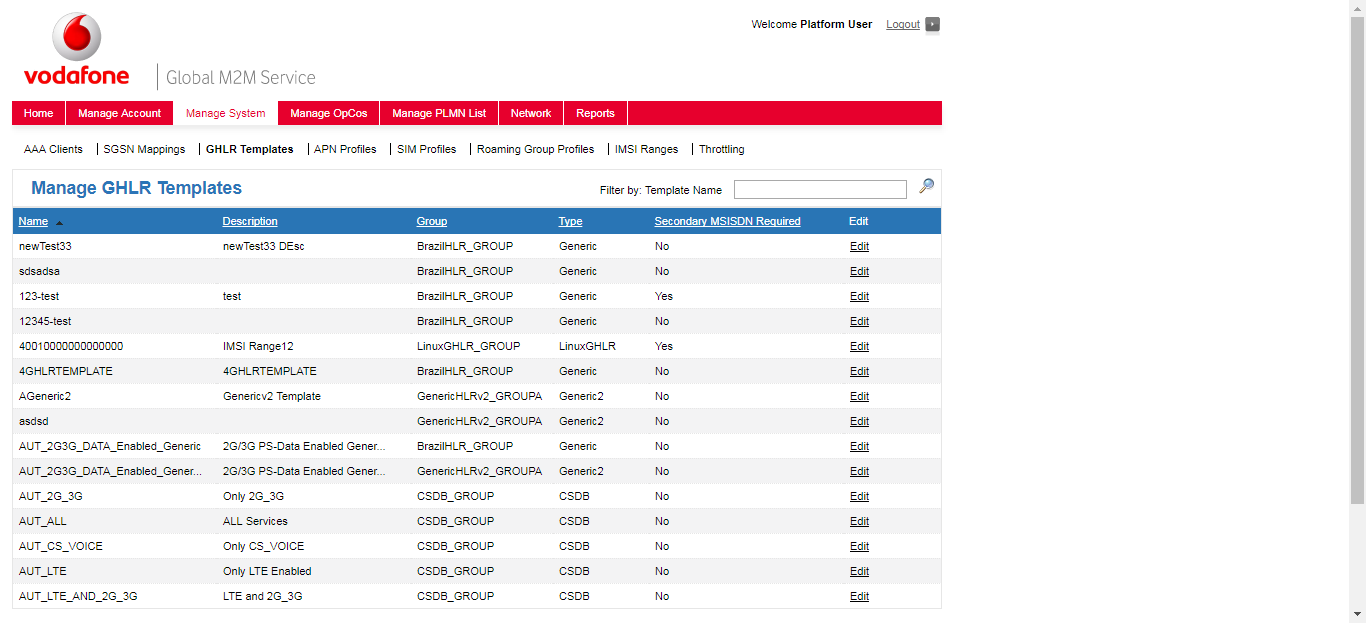 Welcome Platform User Logout
vodafone Global M2M Service
Home Manage Account Manage System Manage OpCos Manage PLMN List Network Reports
AAA Clients SGSN Mappings GHLR Templates APN Profiles SIM Profiles Roaming Group Profiles IMSI Ranges Throttling
Manage GHLR Templates Filter by: Template Name
Name Description Group Type Secondary MSISDN Required Edit
newTest33 newTest33 DEsc BrazilHLR_GROUP Generic No Edit
sdsadsa BrazilHLR_GROUP Generic No Edit
123-test test BrazilHLR_GROUP Generic Yes Edit
12345-test BrazilHLR_GROUP Generic No Edit
40010000000000000 IMSI Range12 LinuxGHLR_GROUP LinuxGHLR Yes Edit
4GHLRTEMPLATE 4GHLRTEMPLATE BrazilHLR_GROUP Generic No Edit
AGeneric2 Genericv2 Template GenericHLRv2_GROUPA Generic2 No Edit
asdsd GenericHLRv2_GROUPA Generic2 No Edit
AUT_2G3G_DATA_Enabled_Generic 2G/3G PS-Data Enabled Gener... BrazilHLR_GROUP Generic No Edit
AUT_2G3G_DATA_Enabled_Gener... 2G/3G PS-Data Enabled Gener... GenericHLRv2_GROUPA Generic2 No Edit
AUT_2G_3G Only 2G_3G CSDB_GROUP CSDB No Edit
AUT_ALL ALL Services CSDB_GROUP CSDB No Edit
AUT_CS_VOICE Only CS_VOICE CSDB_GROUP CSDB No Edit
AUT_LTE Only LTE Enabled CSDB_GROUP CSDB No Edit
AUT_LTE_AND_2G_3G LTE and 2G_3G CSDB_GROUP CSDB No Edit